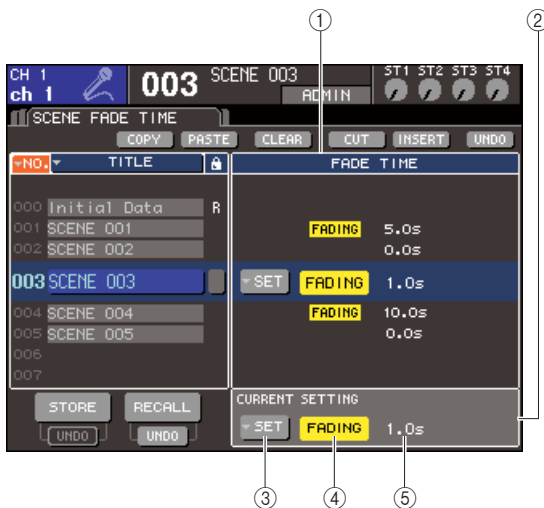 ① ②
CH 1
ch 1
003 SCENE 003
ADMIN
ST1 ST2 ST3 ST4
SCENE FADE TIME
COPY PASTE CLEAR CUT INSERT UNDO
NO. TITLE FADE TIME
000 Initial Data R
001 SCENE 001 FADING 5.0s
002 SCENE 002 0.0s
003 SCENE 003 SET FADING 1.0s
004 SCENE 004 FADING 10.0s
005 SCENE 005 0.0s
006
007
STORE RECALL
UNDO UNDO
CURRENT SETTING
SET FADING 1.0s
③ ④ ⑤